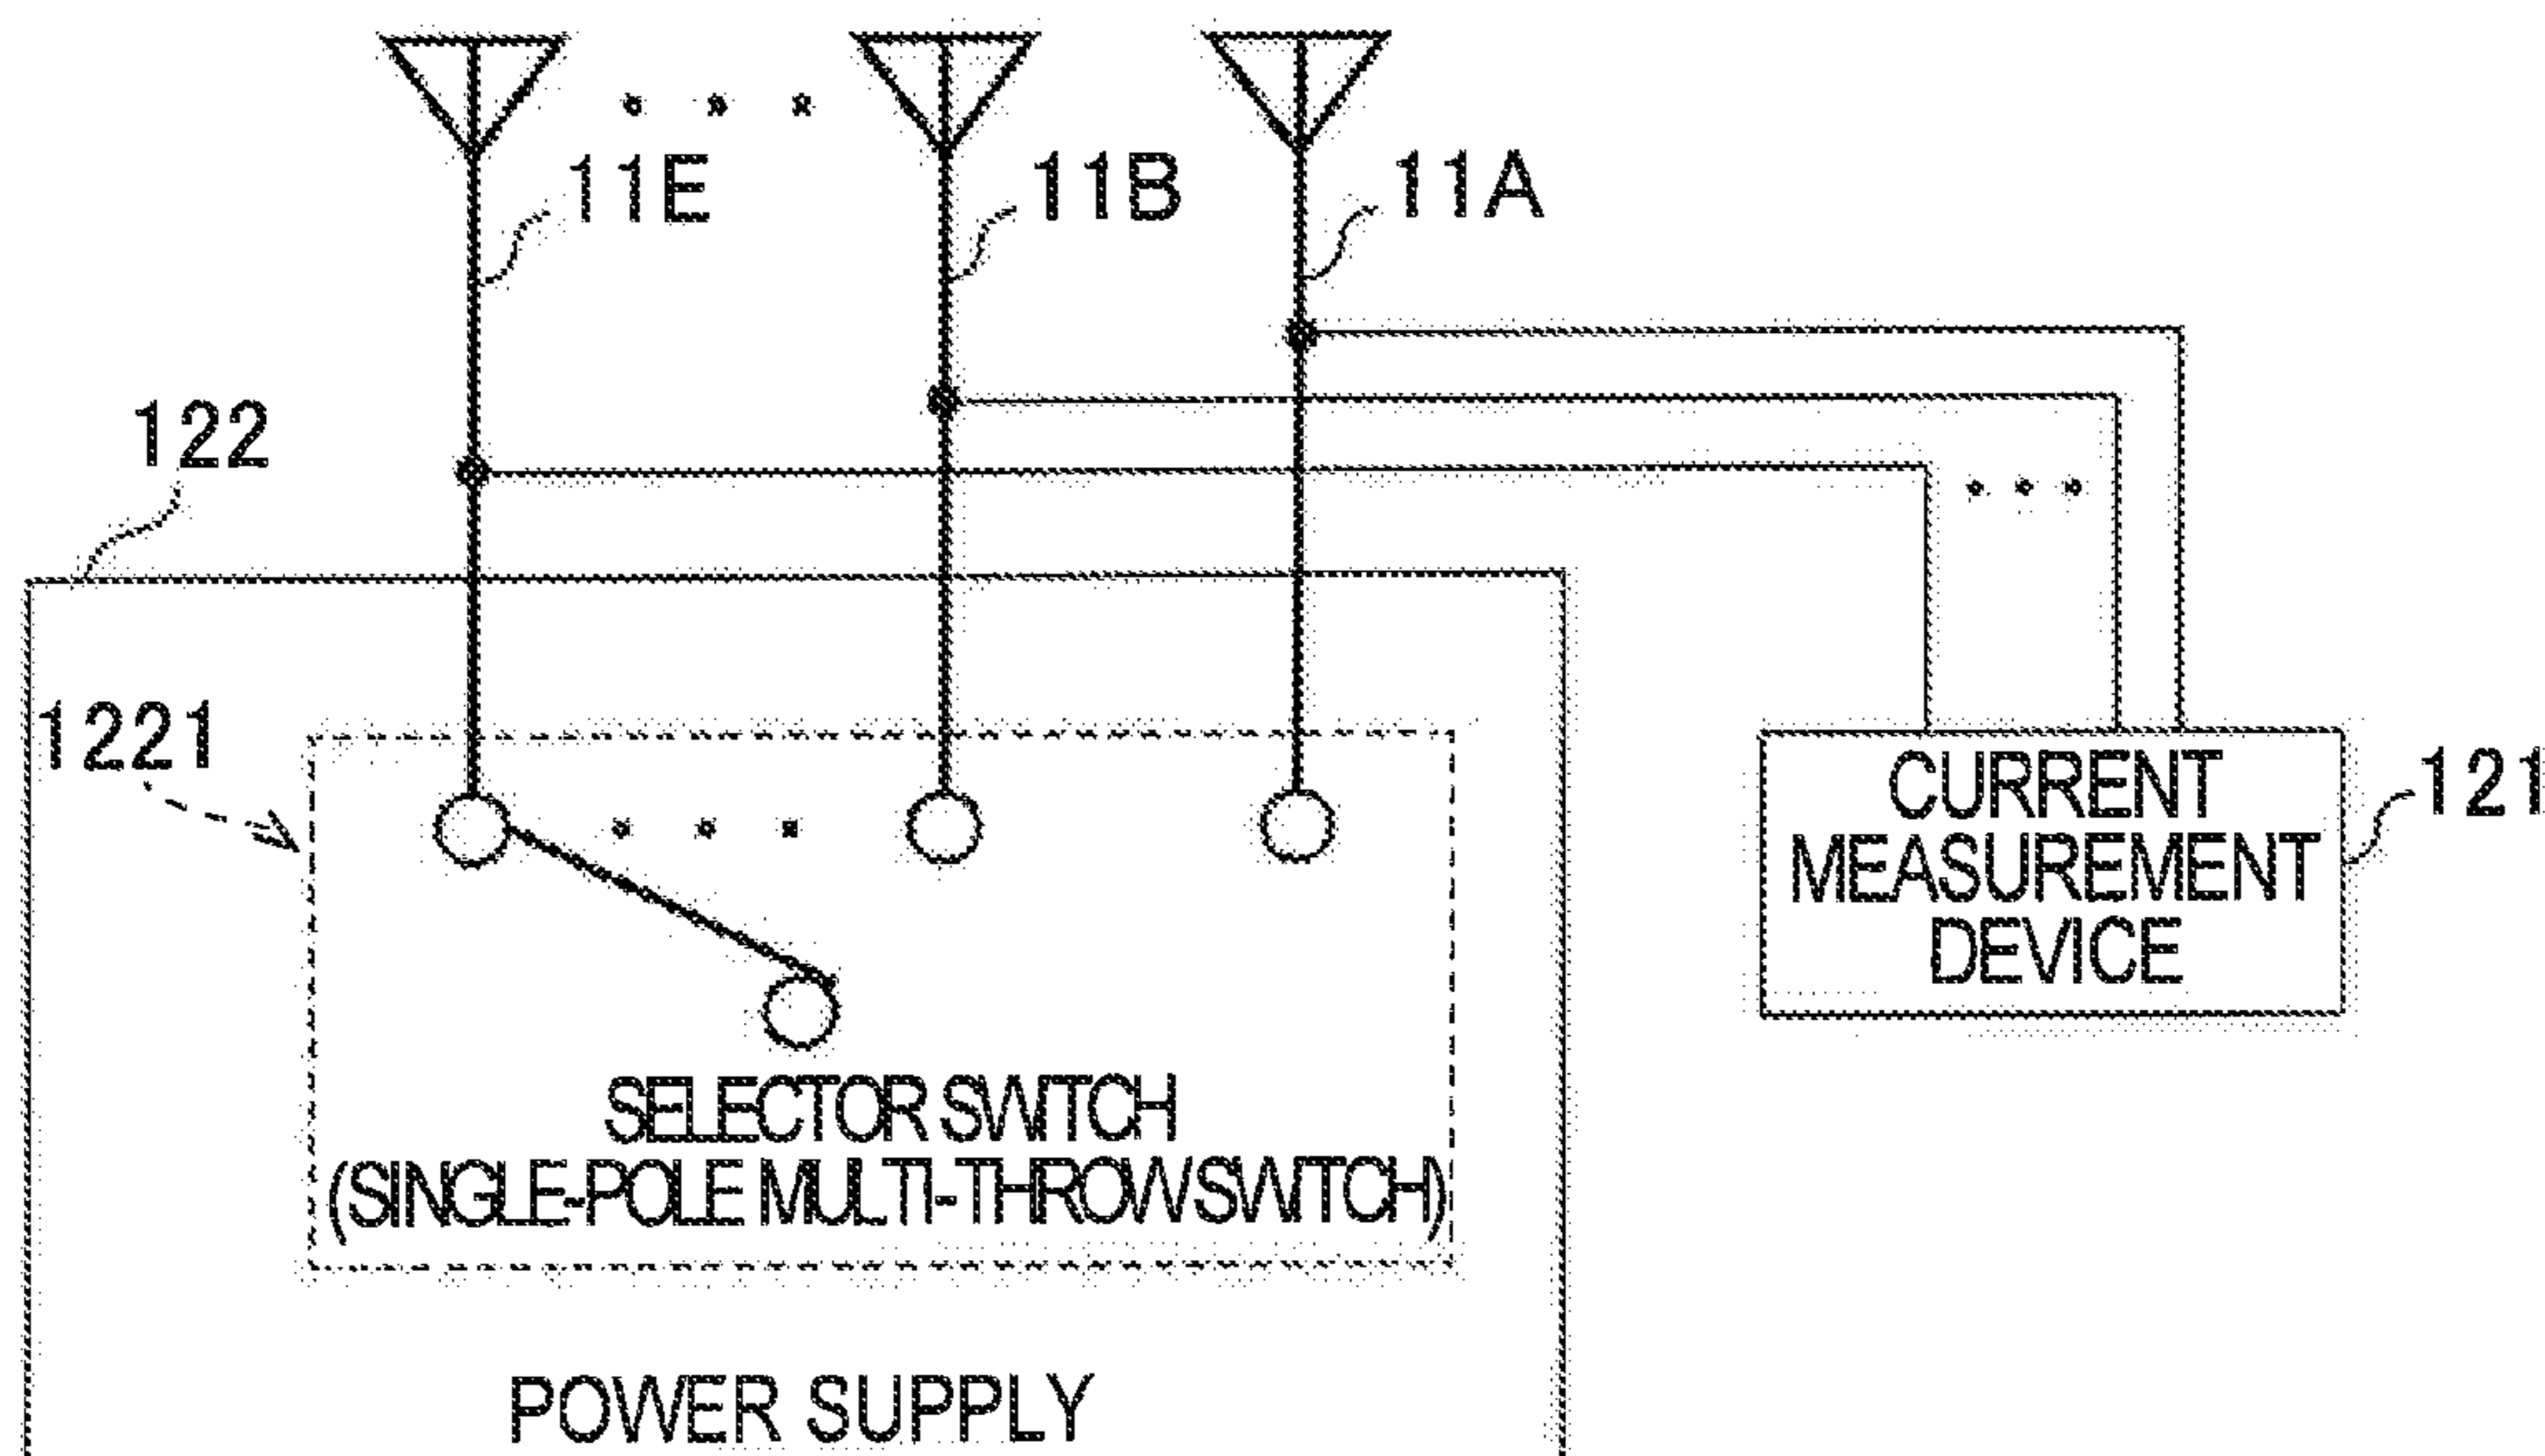 11E
11B
11A
122
1221
CURRENT
MEASUREMENT
DEVICE
121
SELECTOR SWITCH
(SINGLE-POLE MULTI-THROW SWITCH)
POWER SUPPLY